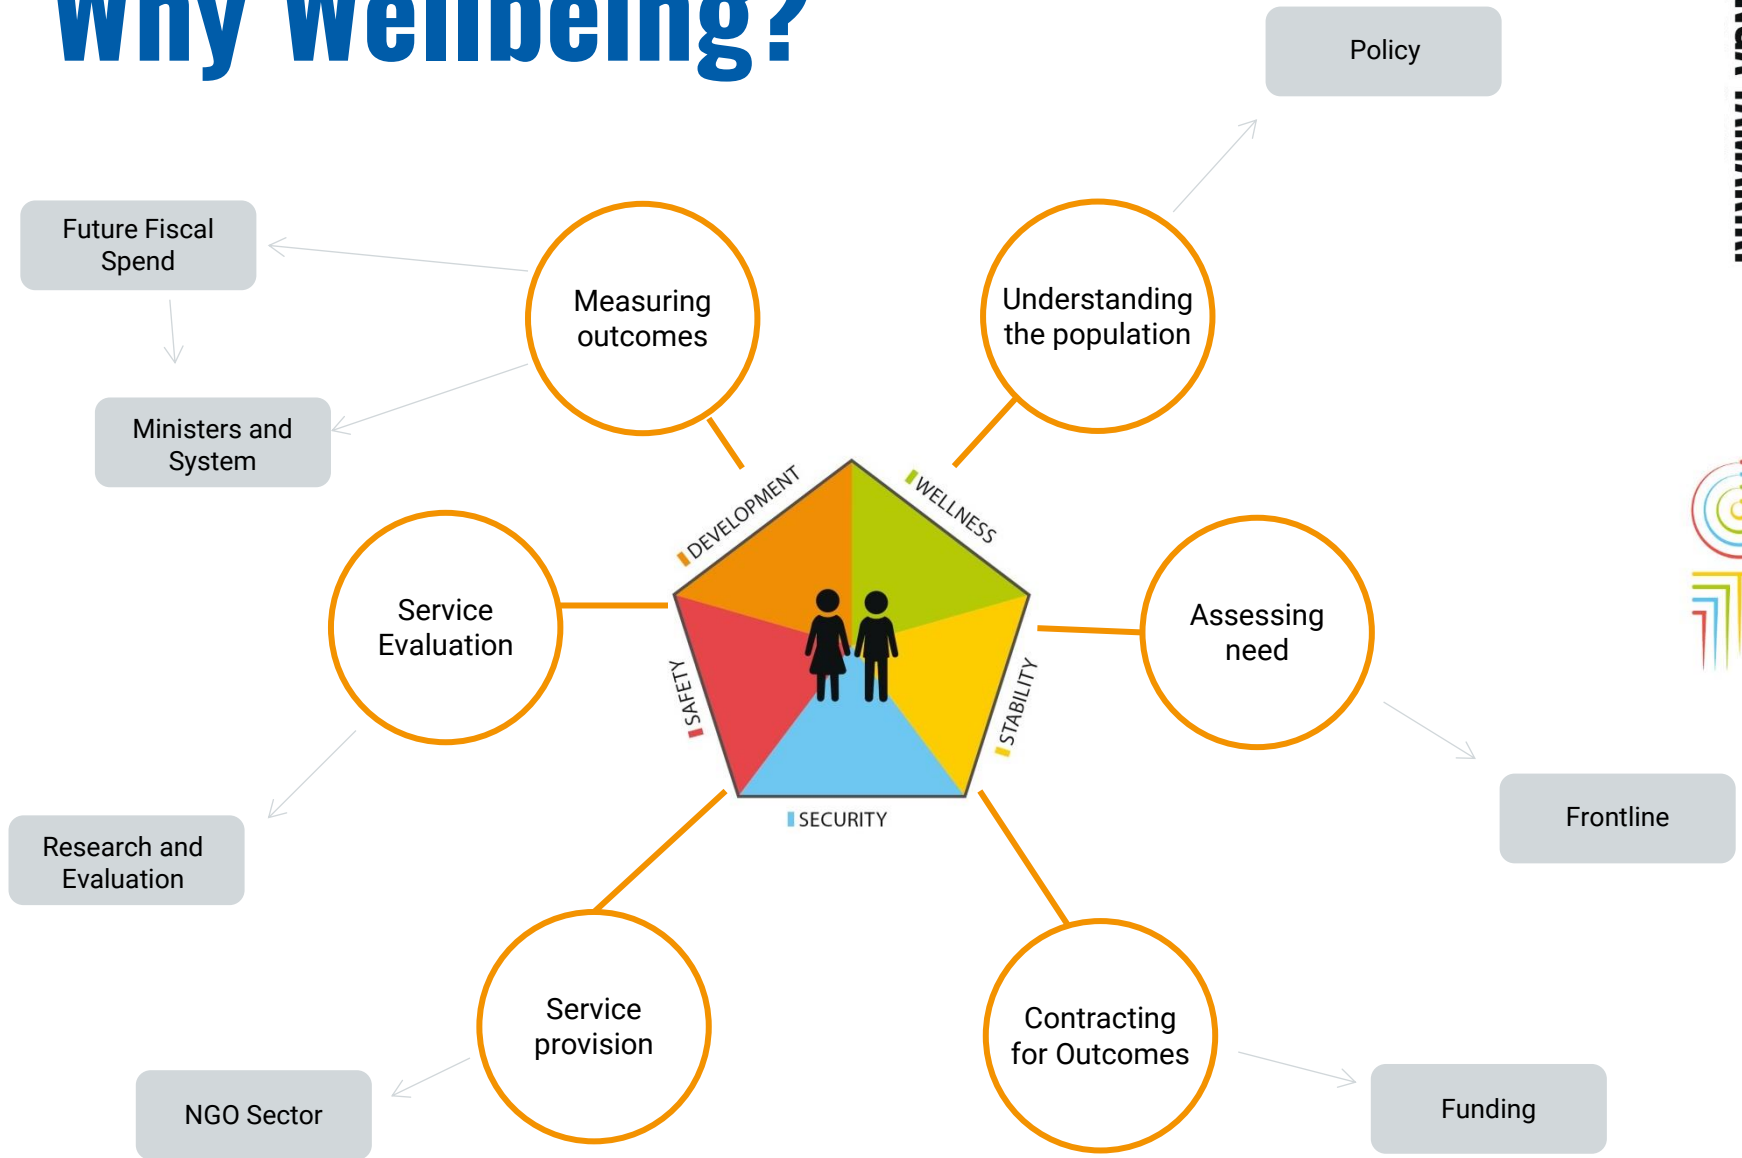 Why Wellbeing?
Policy
Future Fiscal
Spend
Measuring
outcomes
Understanding
the population
Ministers and
System
DEVELOPMENT
WELLNESS
Service
Evaluation
Assessing
need
SAFETY
STABILITY
SECURITY
Research and
Evaluation
Frontline
Service
provision
Contracting
for Outcomes
NGO Sector
Funding